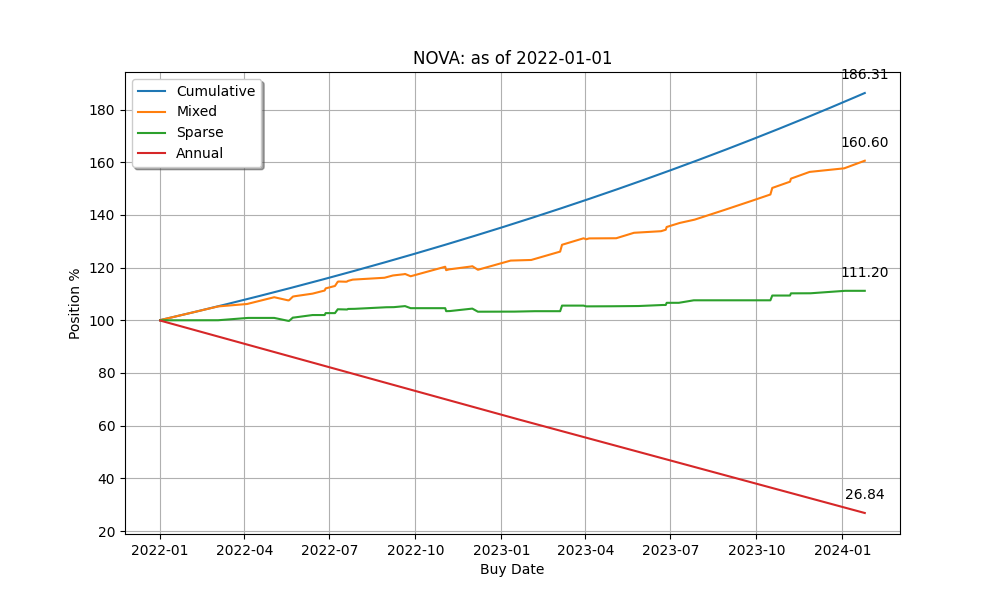 NOVA: as of 2022-01-01
Cumulative
Mixed
Sparse
Annual
186.31
160.60
111.20
26.84
Position %
180
160
140
120
100
80
60
40
20
2022-01 2022-04 2022-07 2022-10 2023-01 2023-04 2023-07 2023-10 2024-01
Buy Date